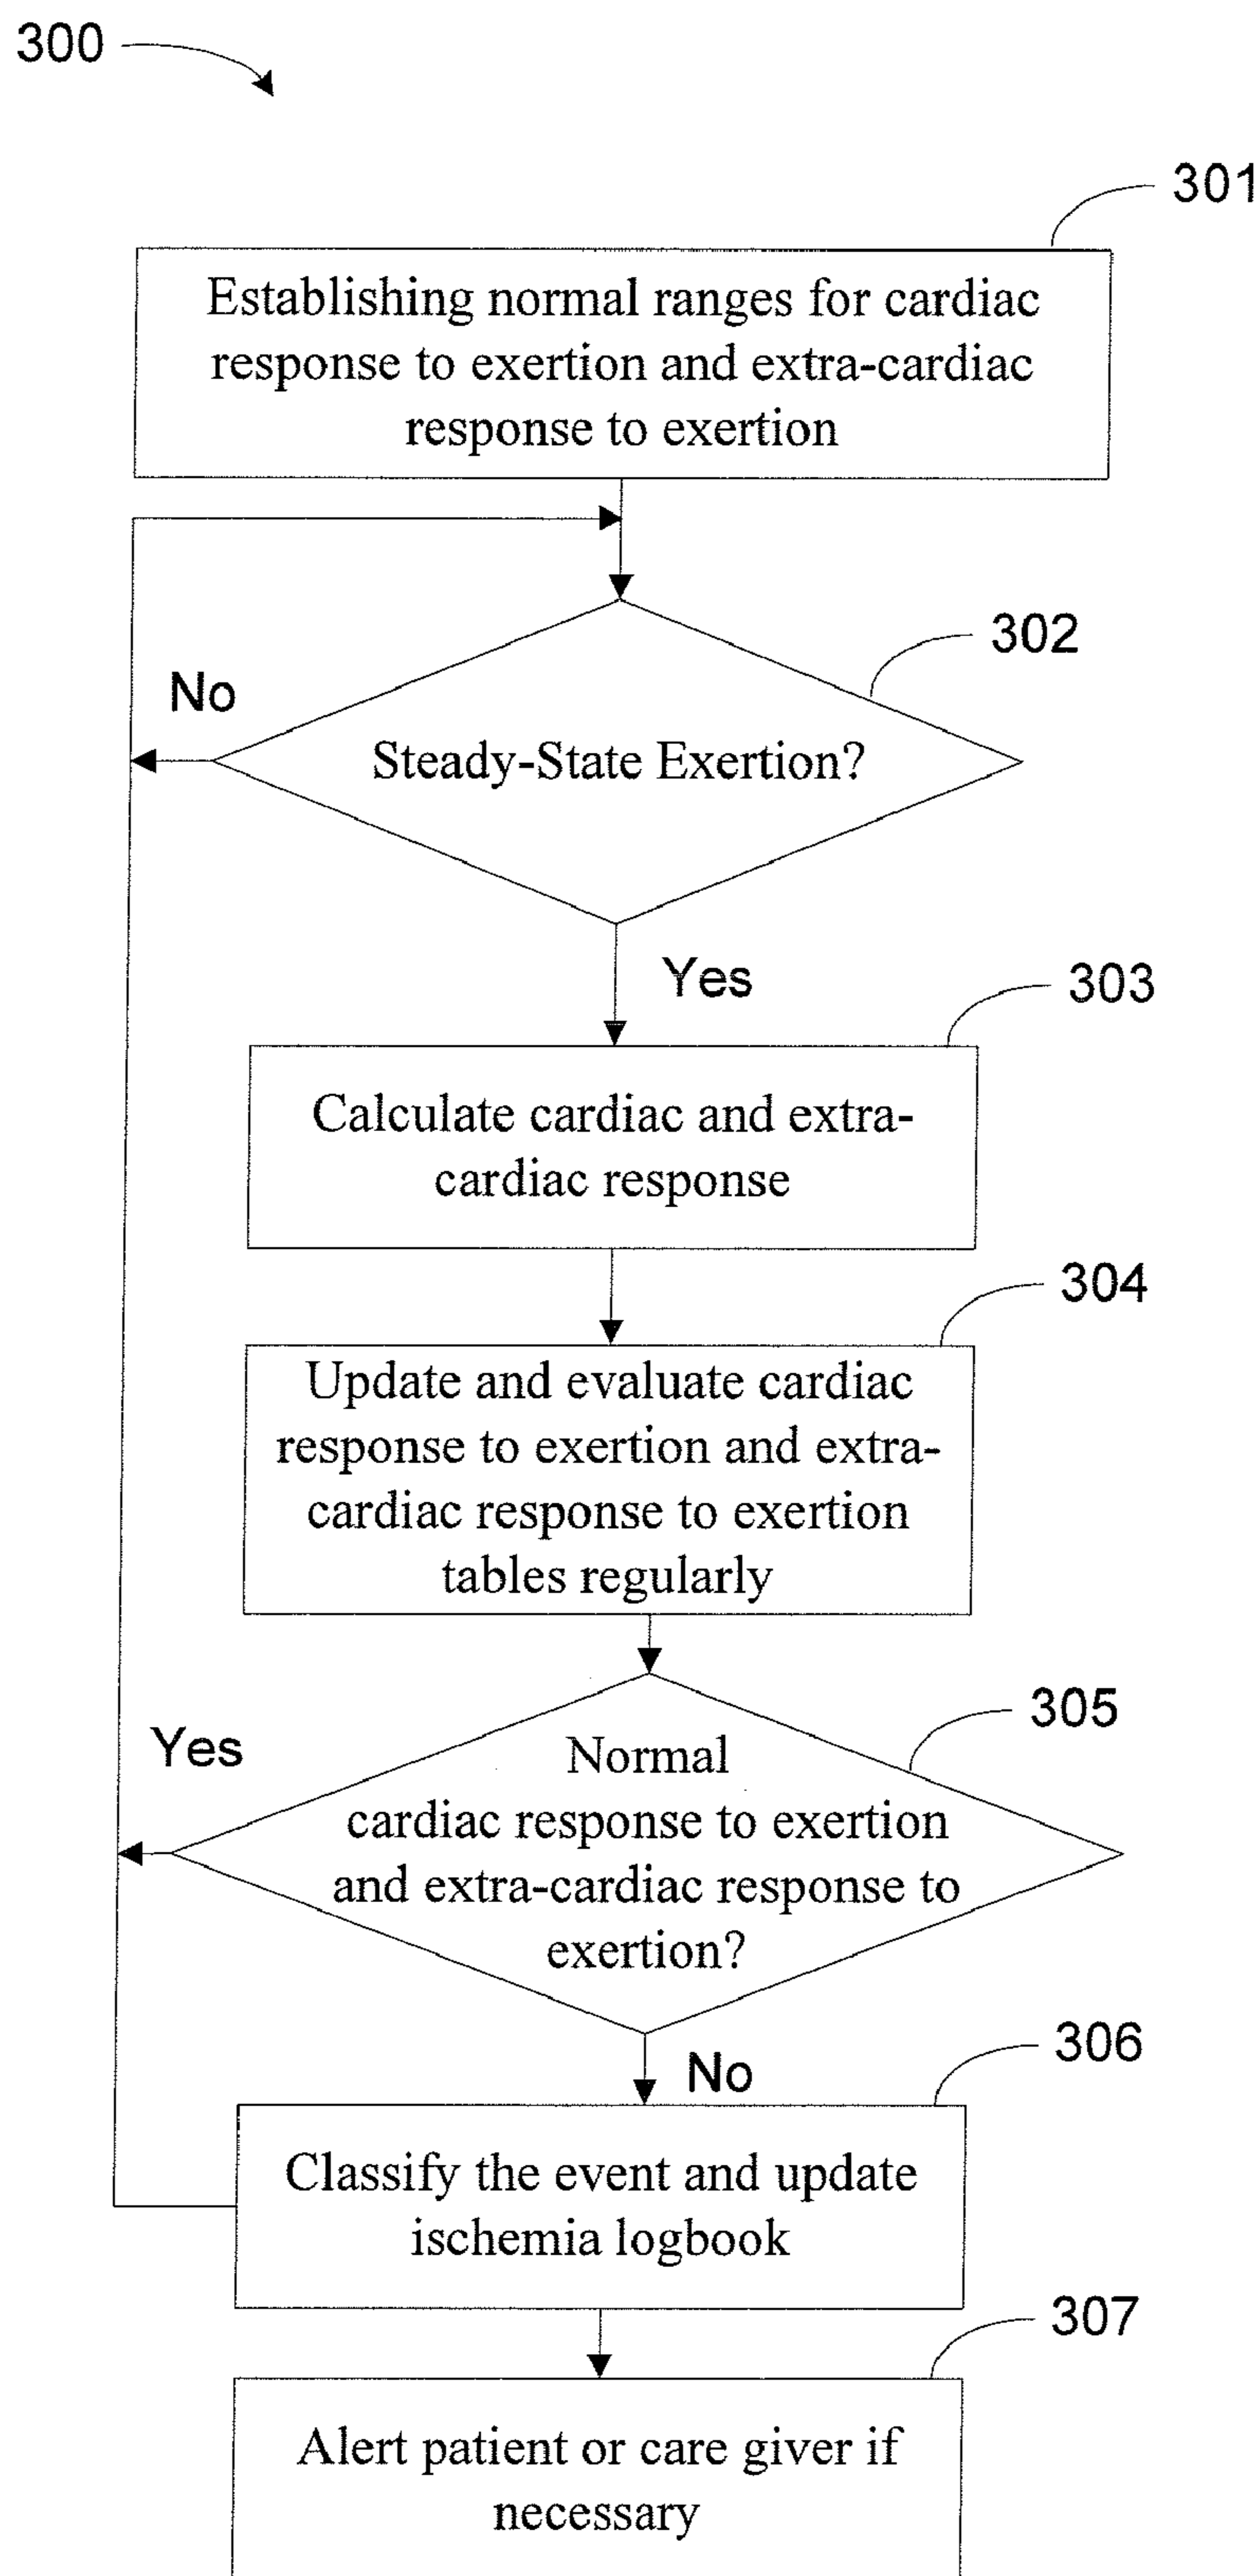 300
301
Establishing normal ranges for cardiac
response to exertion and extra-cardiac
response to exertion
302
No
Steady-State Exertion?
Yes
303
Calculate cardiac and extra-
cardiac response
304
Update and evaluate cardiac
response to exertion and extra-
cardiac response to exertion
tables regularly
305
Yes
Normal
cardiac response to exertion
and extra-cardiac response to
exertion?
No
306
Classify the event and update
ischemia logbook
307
Alert patient or care giver if
necessary